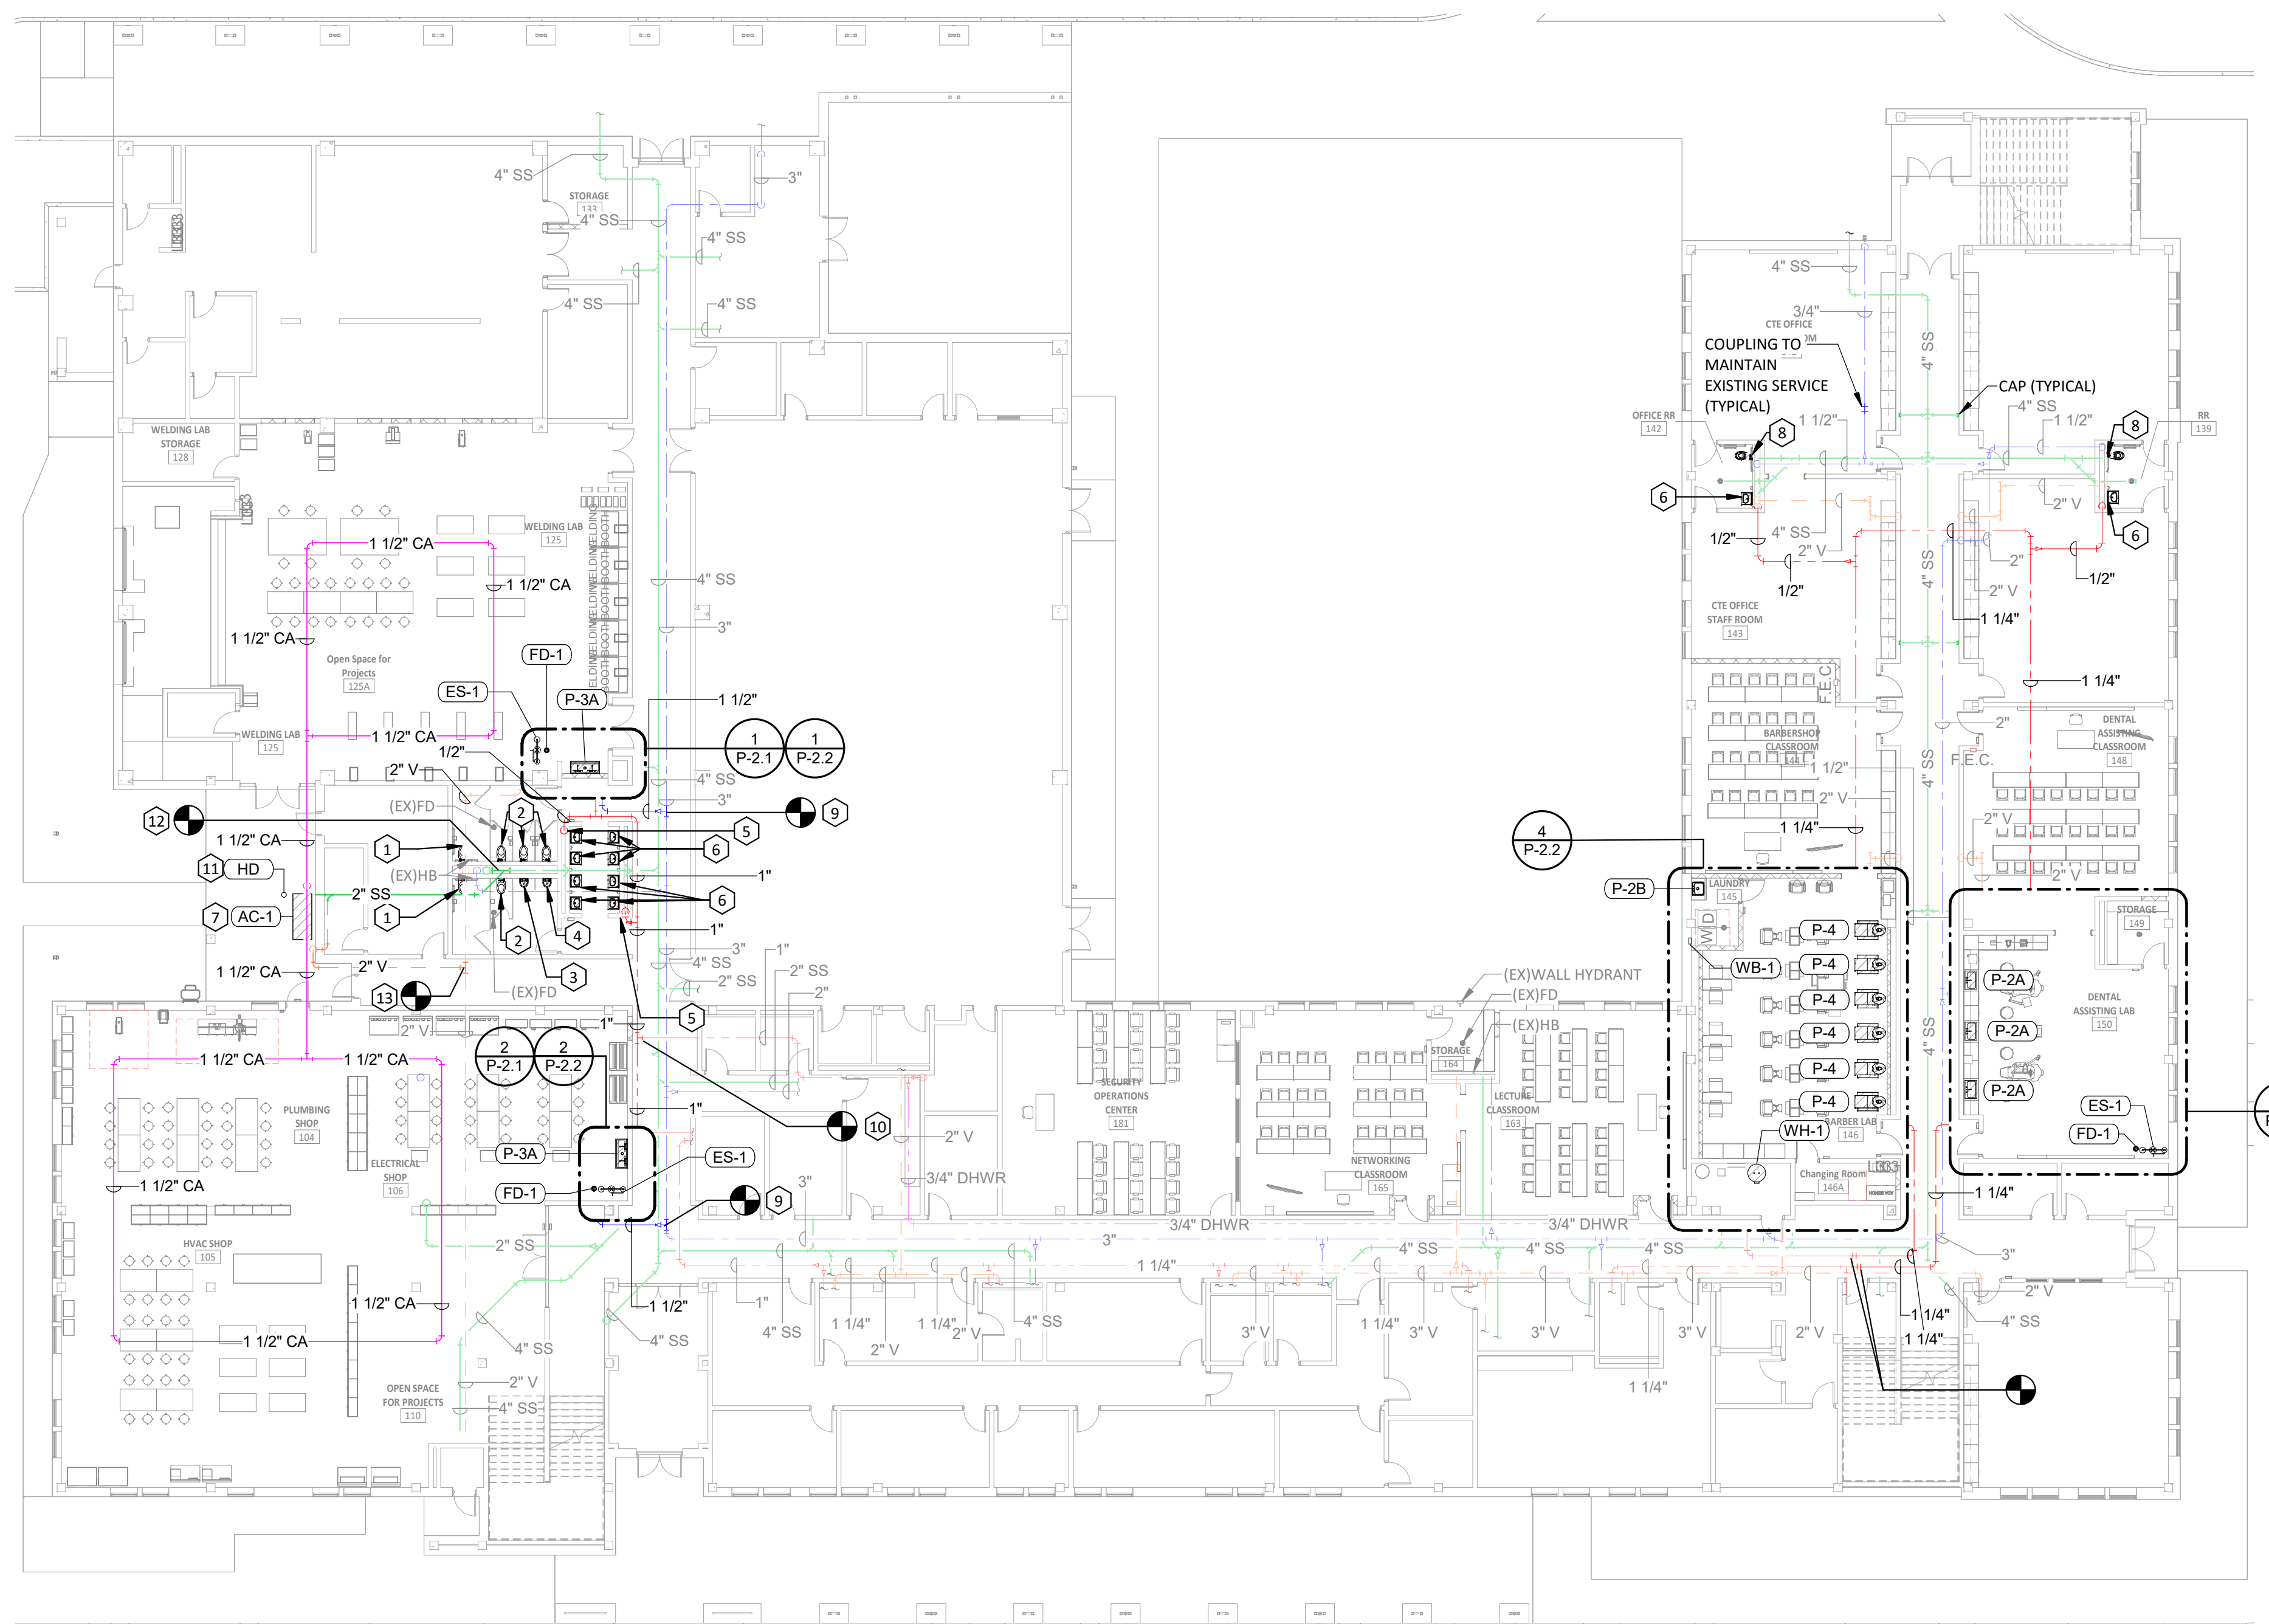 4" SS
STORAGE
133
4" SS
3"
4" SS
4" SS
4" SS
WELDING LAB
STORAGE
128
WELDING LAB
125
1 1/2" CA
1 1/2" CA
1 1/2" CA
4" SS
3"
Open Space for
Projects
125A
FD-1
ES-1
P-3A
1 1/2"
1
P-2.1
1
P-2.2
WELDING LAB
125
1 1/2" CA
1/2"
2" V
(EX)FD
2
4" SS
3"
9
12
1 1/2" CA
1
5
6
(EX)HB
11
HD
2" SS
1"
7
AC-1
1
6
2
4
1"
3"
4" SS
2" SS
1 1/2" CA
2" V
3
13
(EX)FD
5
1"
2" SS
2"
2" V
1"
2
P-2.1
2
P-2.2
1 1/2" CA
1 1/2" CA
PLUMBING
SHOP
104
1"
10
P-3A
ES-1
ELECTRICAL
SHOP
106
FD-1
1 1/2" CA
9
3"
2" V
3/4" DHWR
HVAC SHOP
105
2" SS
1 1/2" CA
1 1/2" CA
4" SS
1 1/2"
4" SS
2" V
4" SS
OPEN SPACE
FOR PROJECTS
110
SECURITY
OPERATIONS
CENTER
181
(EX)WALL HYDRANT
(EX)FD
(EX)HB
STORAGE
164
LECTURE
CLASSROOM
163
NETWORKING
CLASSROOM
165
3/4" DHWR
3/4" DHWR
3"
4" SS
4" SS
4" SS
1 1/4"
1"
4" SS
1 1/4"
2" V
1 1/4"
2" V
4" SS
3" V
1 1/4"
3" V
3" V
1 1/4"
3" V
2" V
1 1/4"
1 1/4"
4" SS
2" V
3"
1 1/4"
4" SS
3/4"
CTE OFFICE
COUPLING TO
MAINTAIN
EXISTING SERVICE
(TYPICAL)
4" SS
CAP (TYPICAL)
4" SS
1 1/2"
OFFICE RR
142
8
1 1/2"
8
RR
139
6
4" SS
2" V
1/2"
1/2"
2" V
6
1/2"
4" SS
2"
2" V
1 1/4"
CTE OFFICE
STAFF ROOM
143
1 1/4"
F.E.C
BARBERSHOP
CLASSROOM
144
1 1/2"
2" V
1 1/4"
2"
F.E.C.
4" SS
DENTAL
ASSISTING
CLASSROOM
148
2" V
2" V
4
P-2.2
P-2B
LAUNDRY
145
W/D
WB-1
P-4
P-4
P-4
P-4
P-4
P-4
WH-1
BARBER LAB
146
Changing Room
146A
STORAGE
149
P-2A
P-2A
P-2A
DENTAL
ASSISTING LAB
150
4" SS
ES-1
FD-1